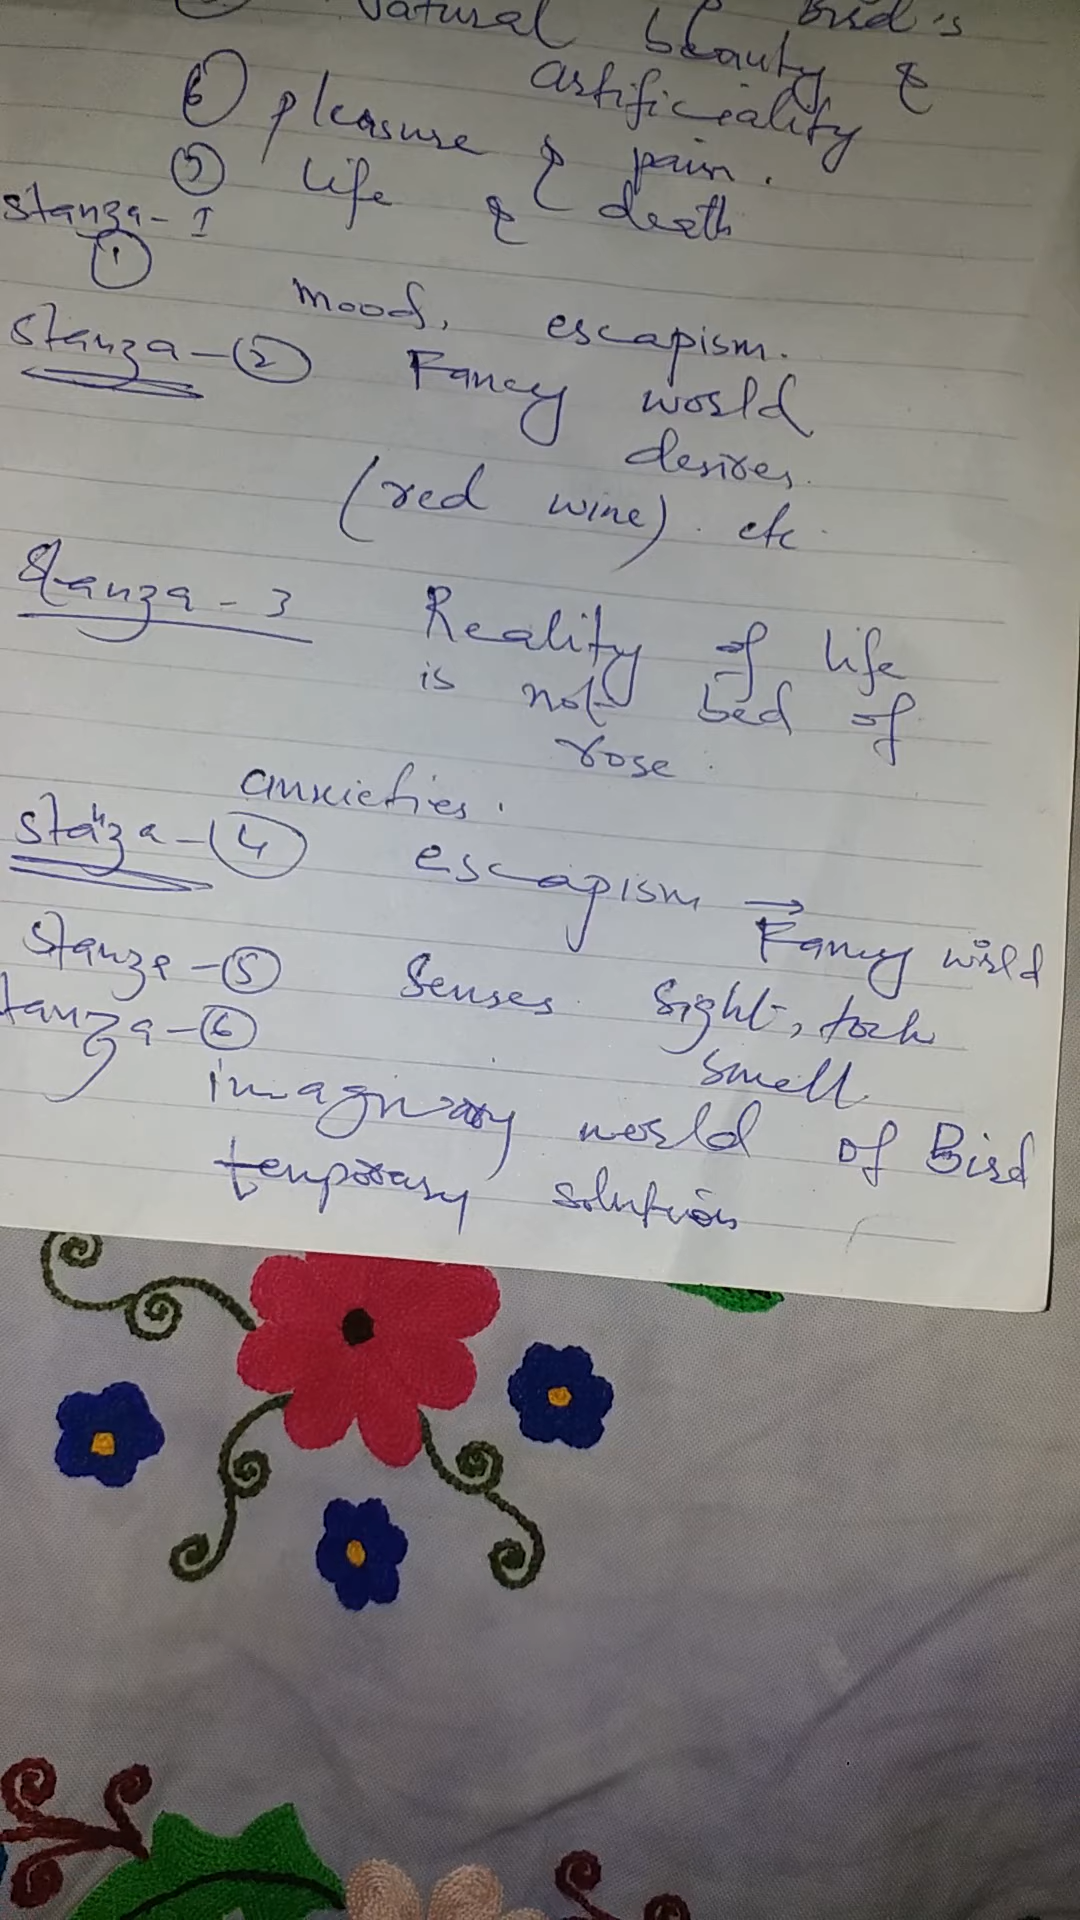 Natural Bird's
beauty &
artificiality
⑥ pleasure & pain.
⑦ Life & death
Stanza - I
①
mood, escapism.
Stanza - ② Fancy world
desires.
(red wine). etc.
Stanza - 3 Reality of life
is not bed of
rose.
anxieties.
Stanza - ④ escapism → Fancy world
Stanza - ⑤ Senses. Sight,
smell
tanza - ⑥
imaginary world of Bird
temporary solution